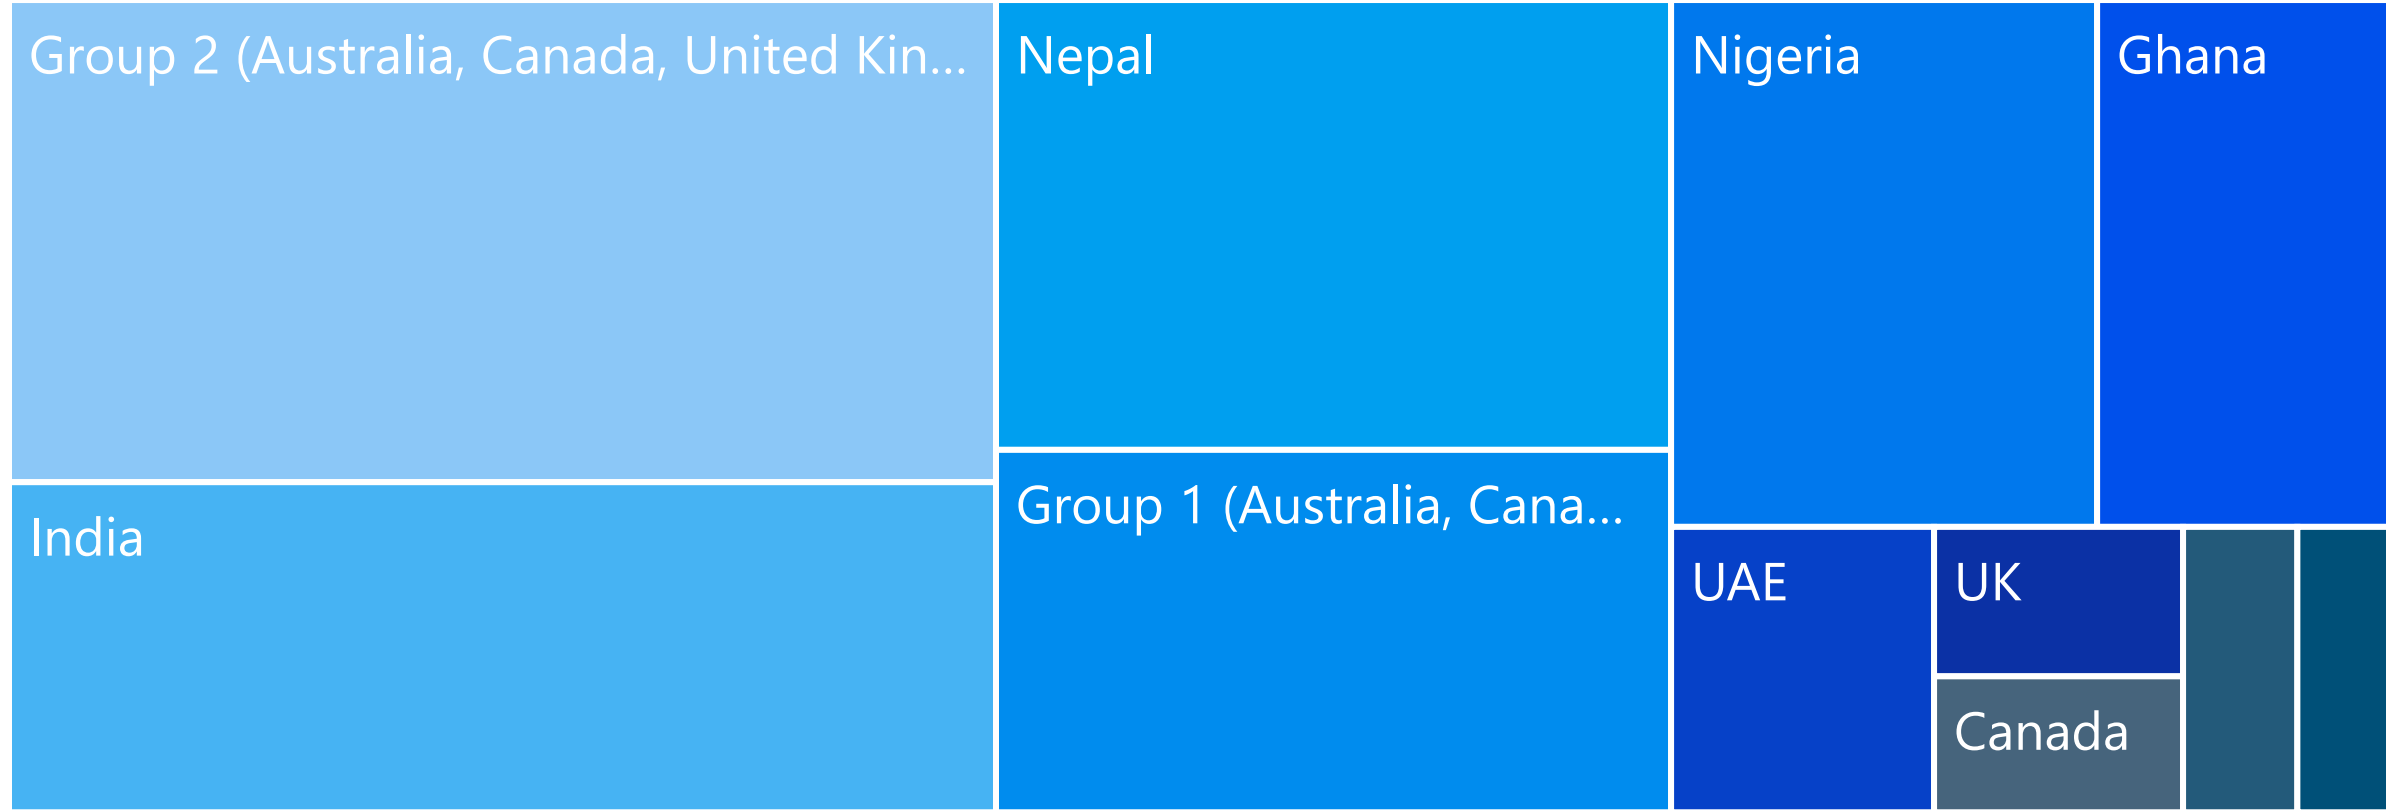 Group 2 (Australia, Canada, United Kin...
Nepal
Nigeria
Ghana
India
Group 1 (Australia, Cana...
UAE
UK
Canada